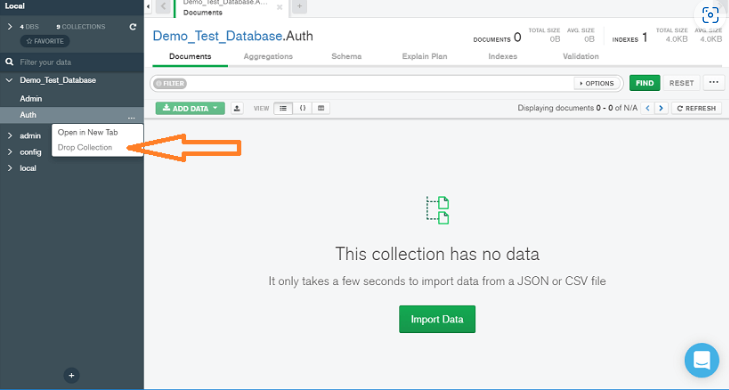 Local
4 DBS 9 COLLECTIONS
☆ FAVORITE
Filter your data
Demo_Test_Database
Admin
Auth ...
Open in New Tab
Drop Collection
admin
config
local
+
Demo_Test_Database.A...
Documents
+
Demo_Test_Database.Auth
DOCUMENTS 0
TOTAL SIZE 0B
AVG. SIZE 0B
INDEXES 1
TOTAL SIZE 4.0KB
AVG. SIZE 4.0KB
Documents Aggregations Schema Explain Plan Indexes Validation
FILTER
OPTIONS FIND RESET ...
ADD DATA VIEW {} Displaying documents 0 - 0 of N/A < > REFRESH
This collection has no data
It only takes a few seconds to import data from a JSON or CSV file
Import Data